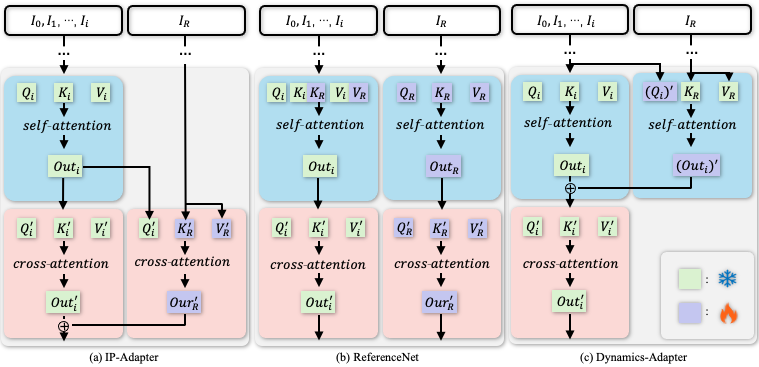 I_0, I_1, ⋯, I_i
I_R
...
...
Q_i K_i V_i
self-attention
Out_i
Q_i′ K_i′ V_i′
cross-attention
Out_i′
⊕
Q_i′ K_R′ V_R′
cross-attention
Our_R′
(a) IP-Adapter
I_0, I_1, ⋯, I_i
I_R
...
...
Q_i K_i K_R V_i V_R
self-attention
Out_i
Q_R K_R V_R
self-attention
Out_R
Q_i′ K_i′ V_i′
cross-attention
Out_i′
Q_R′ K_R′ V_R′
cross-attention
Our_R′
(b) ReferenceNet
I_0, I_1, ⋯, I_i
I_R
...
...
Q_i K_i V_i
self-attention
Out_i
⊕
(Q_i)′ K_R V_R
self-attention
(Out_i)′
Q_i′ K_i′ V_i′
cross-attention
Out_i′
:
:
(c) Dynamics-Adapter